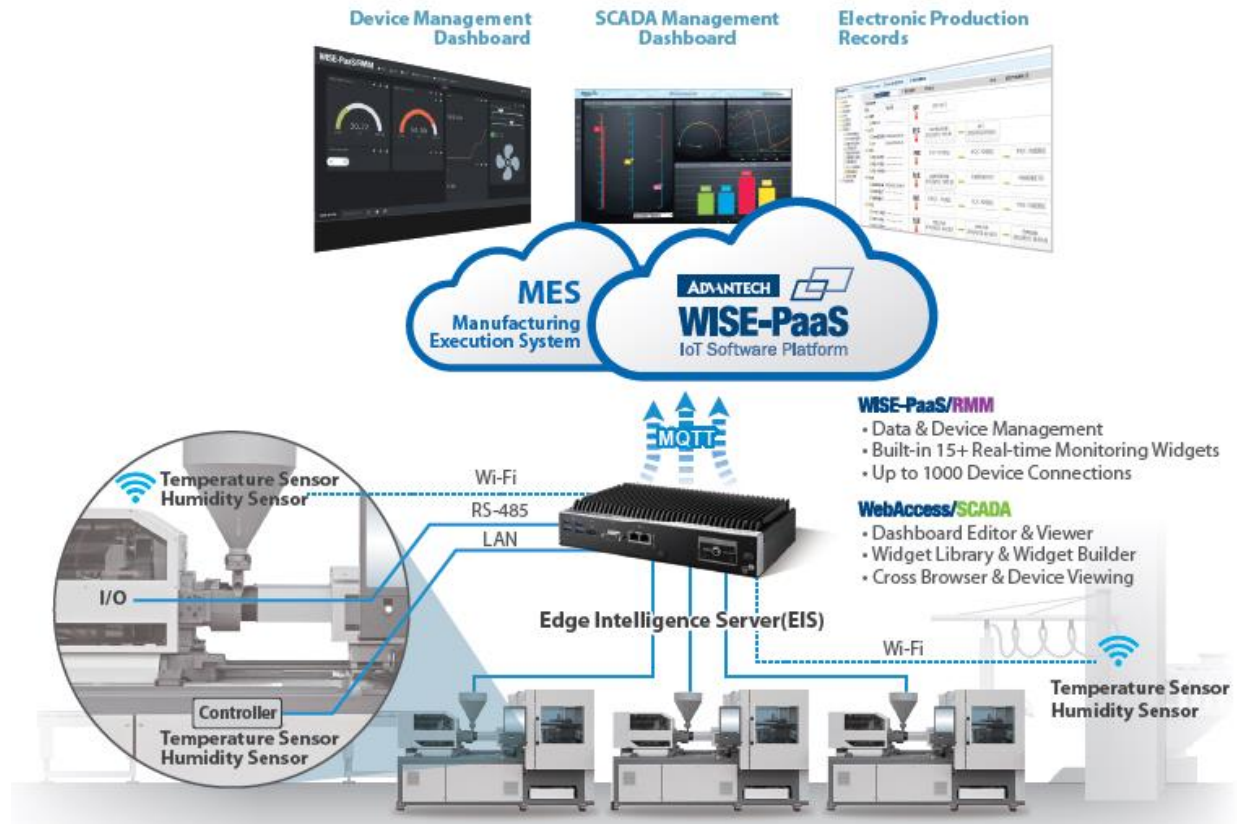 Device Management
Dashboard
SCADA Management
Dashboard
Electronic Production
Records
WISE-PaaS/RMM
MES
Manufacturing
Execution System
ADVANTECH
WISE-PaaS
IoT Software Platform
MQTT
WISE-PaaS/RMM
• Data & Device Management
• Built-in 15+ Real-time Monitoring Widgets
• Up to 1000 Device Connections
WebAccess/SCADA
• Dashboard Editor & Viewer
• Widget Library & Widget Builder
• Cross Browser & Device Viewing
Temperature Sensor
Humidity Sensor
Wi-Fi
RS-485
LAN
I/O
Controller
Temperature Sensor
Humidity Sensor
Edge Intelligence Server(EIS)
Wi-Fi
Temperature Sensor
Humidity Sensor